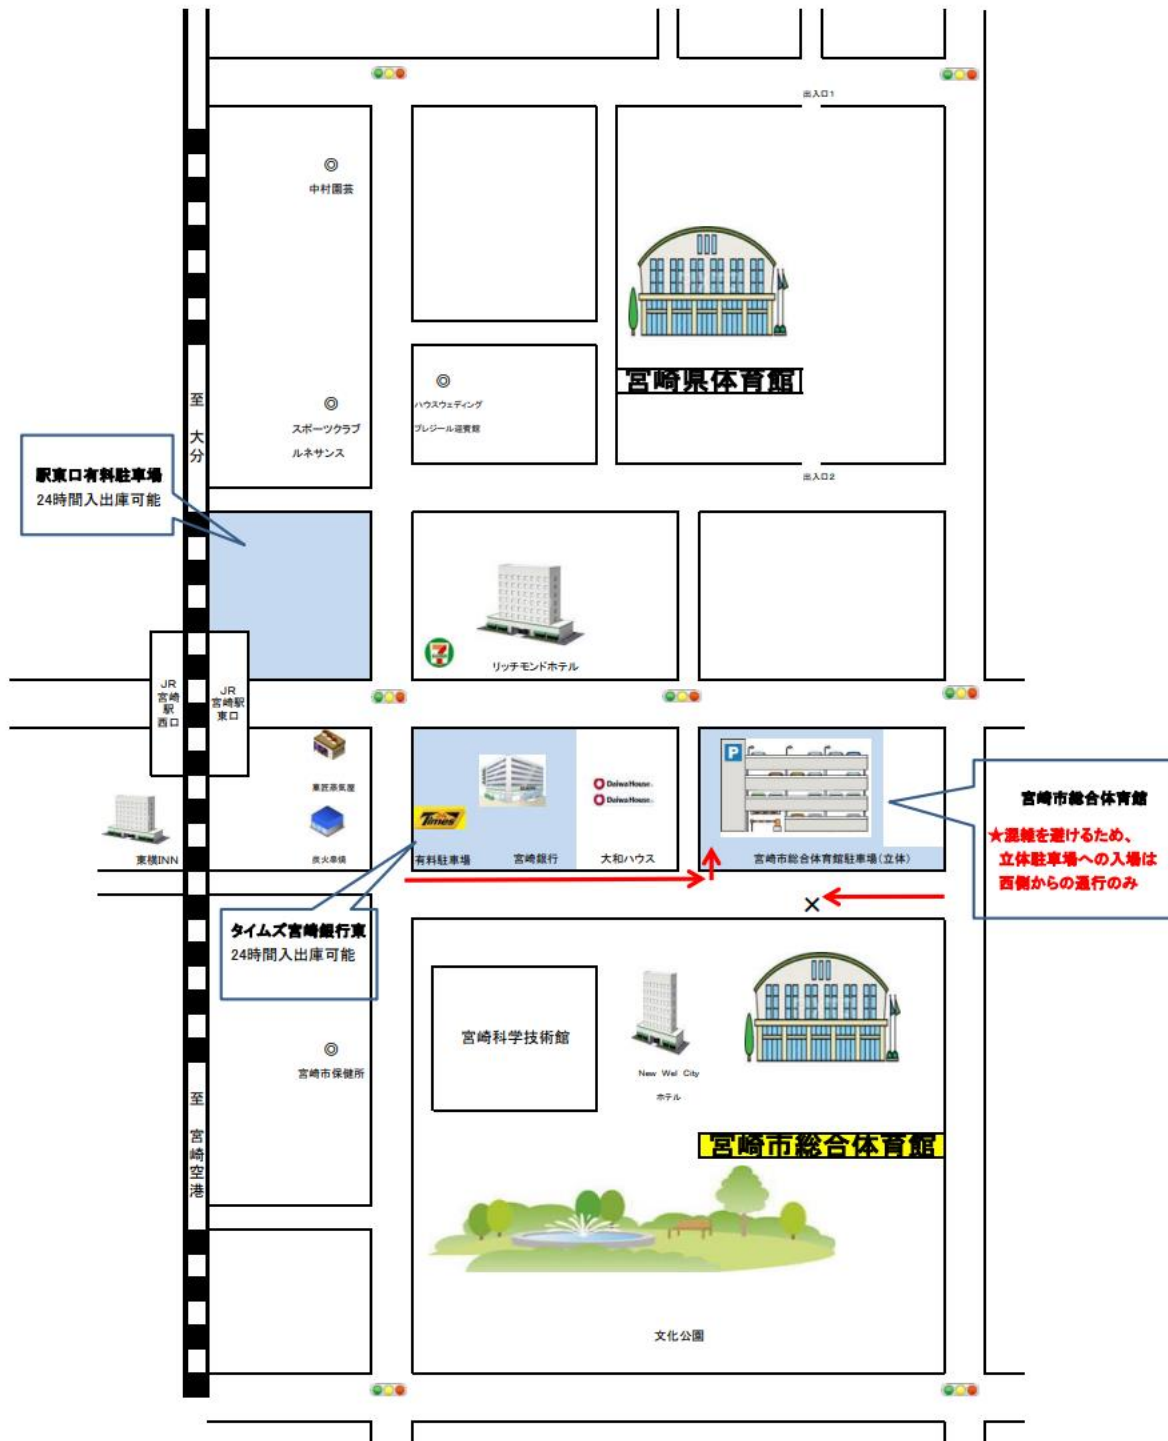 出入口1
中村園芸
宮崎県体育館
至 大分
スポーツクラブ
ルネサンス
ハウスウェディング
プレジール迎賓館
駅東口有料駐車場
24時間入出庫可能
出入口2
7
リッチモンドホテル
JR
宮崎
駅
西口
JR
宮崎駅
東口
P
東匠蒸気屋
Times
DaiwaHouse
DaiwaHouse
宮崎市総合体育館
★混雑を避けるため、
立体駐車場への入場は
西側からの通行のみ
東横INN
有料駐車場
宮崎銀行
大和ハウス
宮崎市総合体育館駐車場(立体)
×
タイムズ宮崎銀行東
24時間入出庫可能
宮崎科学技術館
宮崎市保健所
New Wel City
ホテル
至 宮崎空港
宮崎市総合体育館
文化公園